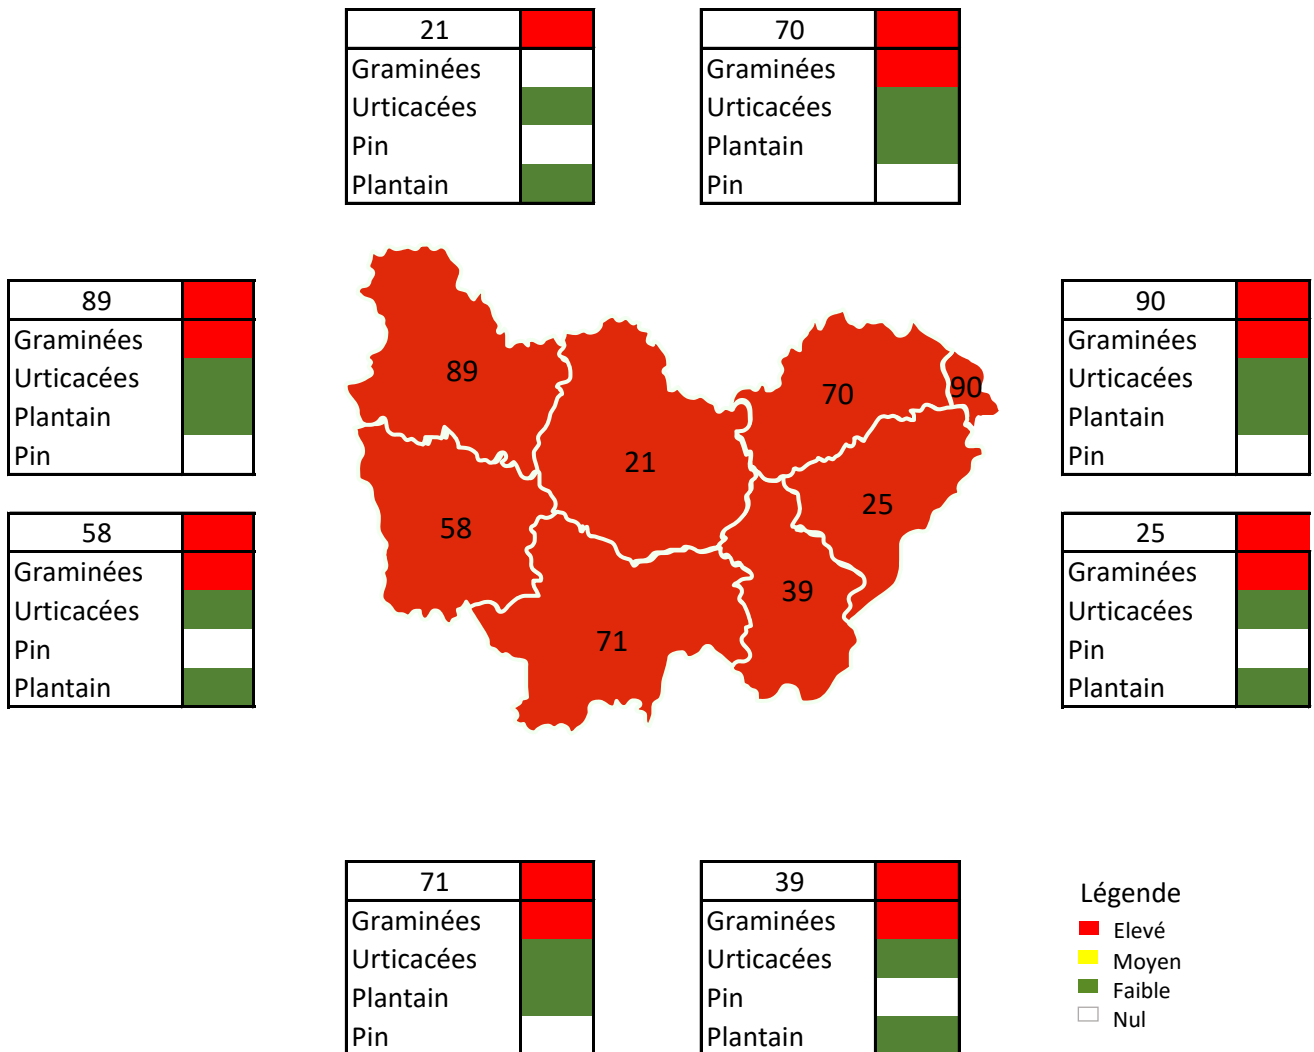 21
Graminées
Urticacées
Pin
Plantain
70
Graminées
Urticacées
Plantain
Pin
89
Graminées
Urticacées
Plantain
Pin
58
Graminées
Urticacées
Pin
Plantain
89
21
70
90
58
25
39
71
90
Graminées
Urticacées
Plantain
Pin
25
Graminées
Urticacées
Pin
Plantain
71
Graminées
Urticacées
Plantain
Pin
39
Graminées
Urticacées
Pin
Plantain
Légende
Elevé
Moyen
Faible
Nul